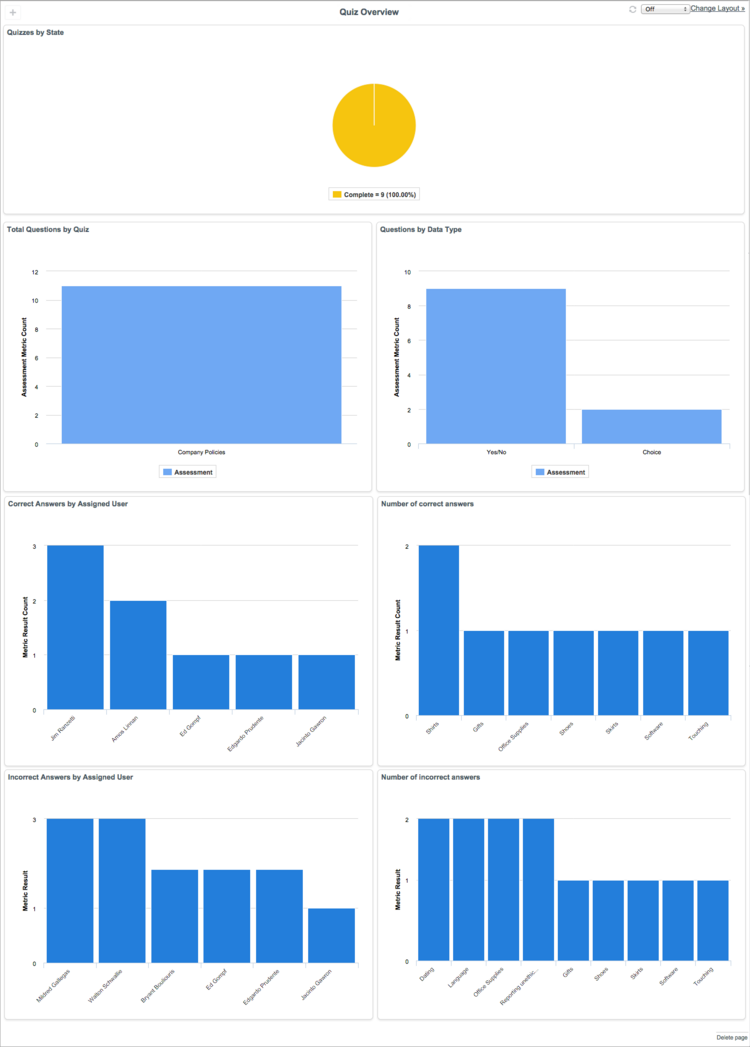 +
Quiz Overview
Off
Change Layout »
Quizzes by State
Complete = 9 (100.00%)
Total Questions by Quiz
Assessment Metric Count
12
10
8
6
4
2
0
Company Policies
Assessment
Questions by Data Type
Assessment Metric Count
10
8
6
4
2
0
Yes/No
Choice
Assessment
Correct Answers by Assigned User
Metric Result Count
3
2
1
0
Jim Ranzetti
Amos Linnan
Ed Gompf
Edgardo Prudente
Jacinto Gawron
Number of correct answers
Metric Result Count
2
1
0
Shirts
Gifts
Office Supplies
Shoes
Skirts
Software
Touching
Incorrect Answers by Assigned User
Metric Result
3
1
0
Mildred Gallegas
Walton Schwallie
Bryant Bouliouns
Ed Gompf
Edgardo Prudente
Jacinto Gawron
Number of incorrect answers
Metric Result
2
1
0
Dating
Language
Office Supplies
Reporting unethic...
Gifts
Shoes
Skirts
Software
Touching
Delete page